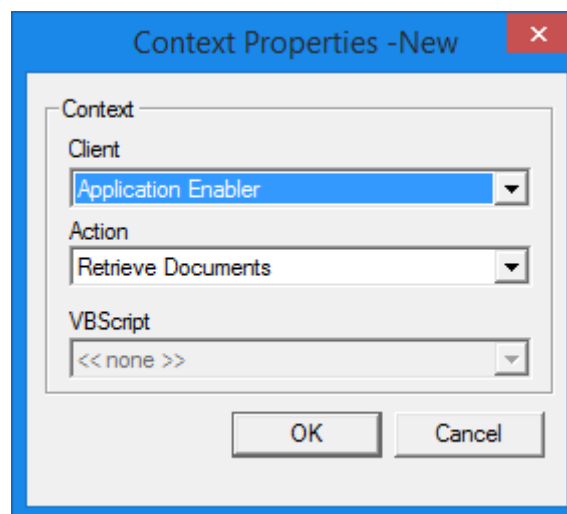 Context Properties -New
Context
Client
Application Enabler
Action
Retrieve Documents
VBScript
<< none >>
OK Cancel